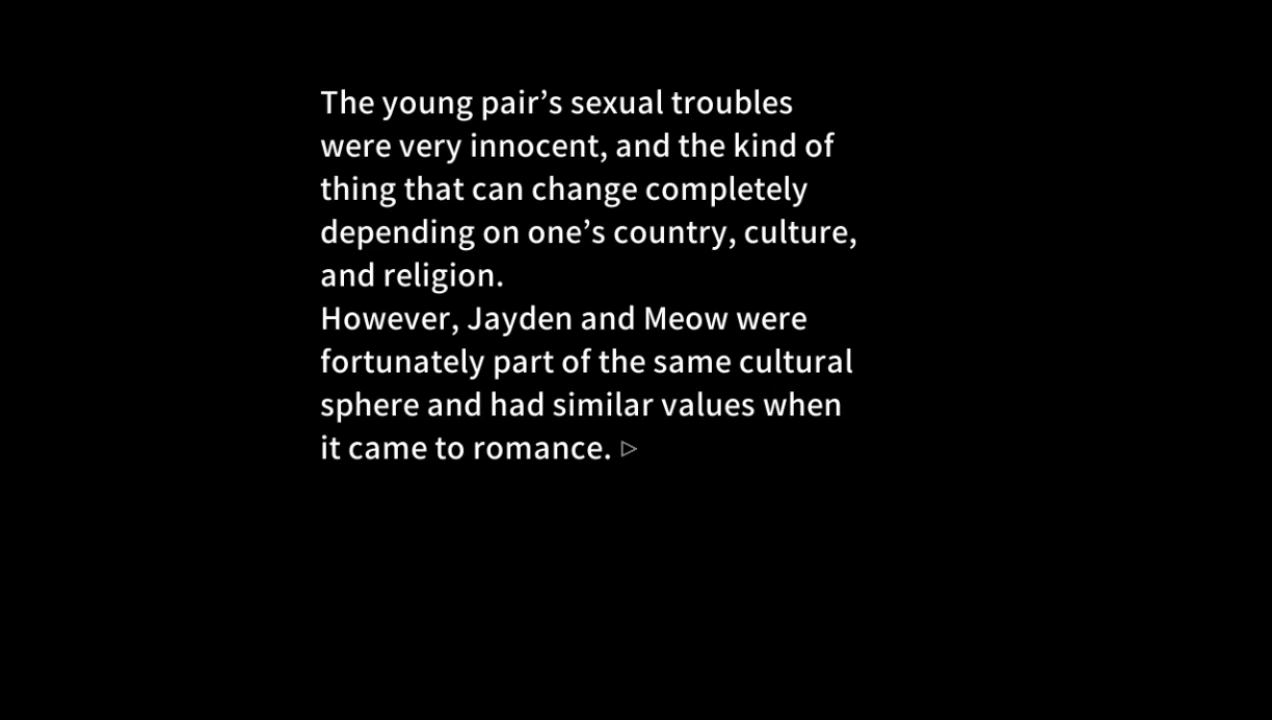 The young pair’s sexual troubles
were very innocent, and the kind of
thing that can change completely
depending on one’s country, culture,
and religion.
However, Jayden and Meow were
fortunately part of the same cultural
sphere and had similar values when
it came to romance.